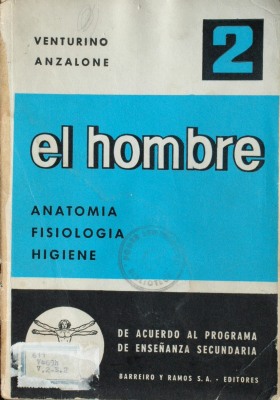 VENTURINO
ANZALONE
2
el hombre
ANATOMIA
FISIOLOGIA
HIGIENE
DE ACUERDO AL PROGRAMA
DE ENSEÑANZA SECUNDARIA
BARREIRO Y RAMOS S.A. - EDITORES